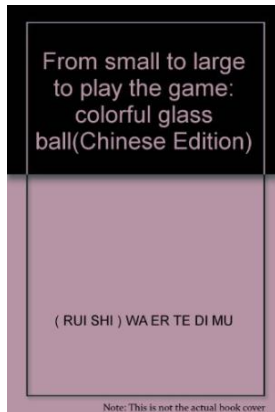 From small to large
to play the game:
colorful glass
ball(Chinese Edition)
( RUI SHI ) WA ER TE DI MU
Note: This is not the actual book cover